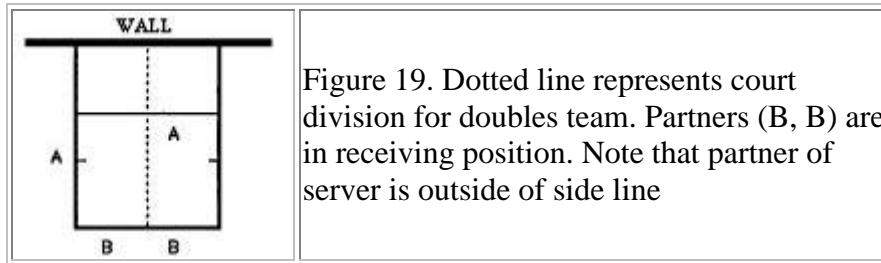 WALL
A
A
B B
Figure 19. Dotted line represents court
division for doubles team. Partners (B, B) are
in receiving position. Note that partner of
server is outside of side line